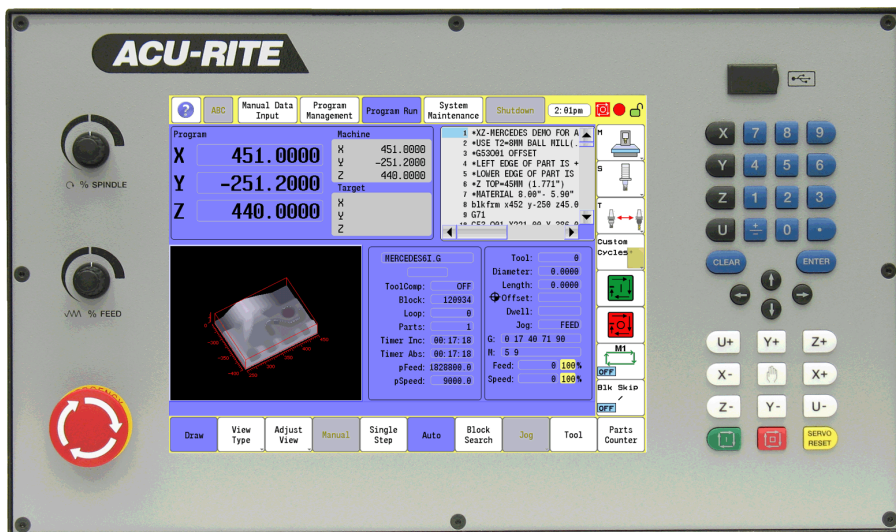 ACU-RITE
% SPINDLE
% FEED
EMERGENCY
?
ABC
Manual Data Input
Program Management
Program Run
System Maintenance
Shutdown
2:01pm
Program
X 451.0000
Y -251.2000
Z 440.0000
Machine
X 451.0000
Y -251.2000
Z 440.0000
Target
X
Y
Z
1 *XZ-MERCEDES DEMO FOR A
2 *USE T2=8MM BALL MILL(.
3 *G53O01 OFFSET
4 *LEFT EDGE OF PART IS +
5 *LOWER EDGE OF PART IS
6 *Z TOP=45MM (1.771")
7 *MATERIAL 8.00"- 5.90"
8 blkfrm x452 y-250 z45.0
9 G71
M
S
T
Custom Cycles
M1
OFF
Blk Skip
/
OFF
MERCEDES6I.G
ToolComp: OFF
Block: 120934
Loop: 0
Parts: 1
Timer Inc: 00:17:18
Timer Abs: 00:17:18
pFeed: 1828800.0
pSpeed: 9000.0
Tool: 0
Diameter: 0.0000
Length: 0.0000
Offset:
Dwell:
Jog: FEED
G: 0 17 40 71 90
M: 5 9
Feed: 0 100%
Speed: 0 100%
Draw
View Type
Adjust View
Manual
Single Step
Auto
Block Search
Jog
Tool
Parts Counter
X 7 8 9
Y 4 5 6
Z 1 2 3
U 0 .
CLEAR
ENTER
U+ Y+ Z+
X- X+
Z- Y- U-
SERVO RESET